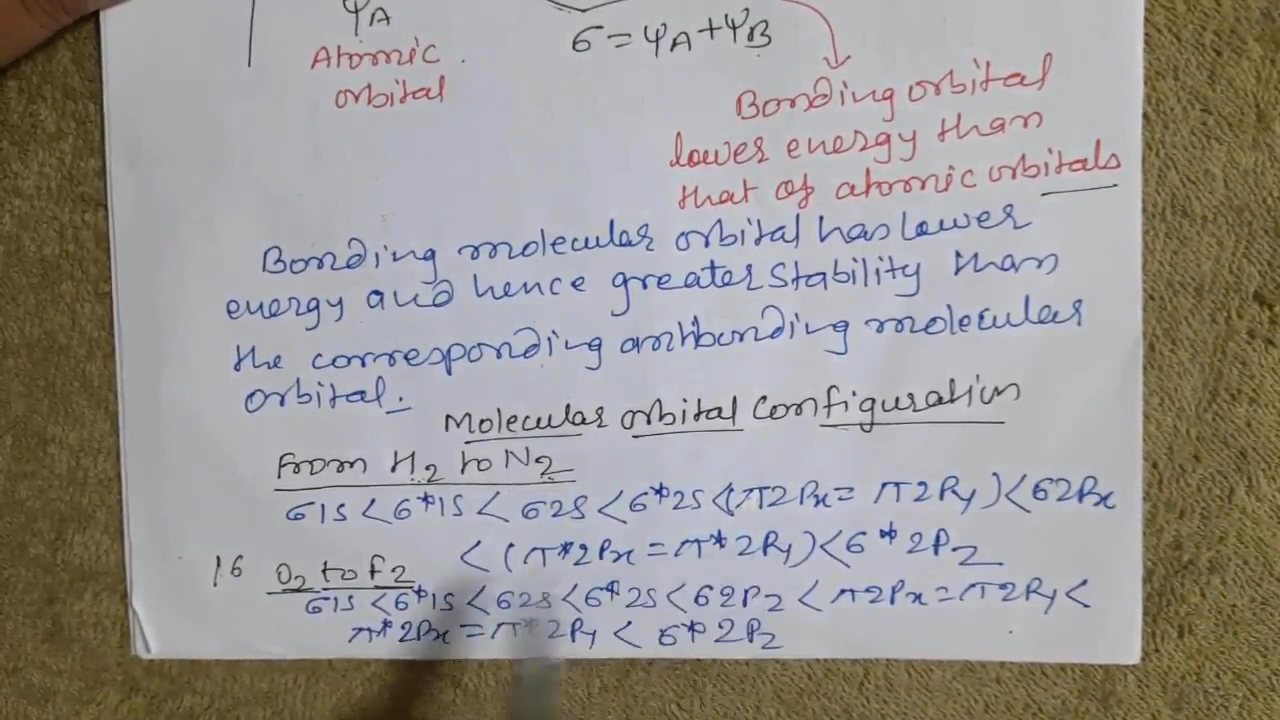 ΨA
σ = ΨA + ΨB
Atomic
orbital
Bonding orbital
lower energy than
that of atomic orbitals
Bonding molecular orbital has lower
energy and hence greater stability than
the corresponding antibonding molecular
orbital.
Molecular orbital Configuration
From H2 to N2
σ1s < σ*1s < σ2s < σ*2s < (π2Px = π2Py) < σ2Px
< (π*2Px = π*2Py) < σ*2Pz
16 O2 to F2
σ1s < σ*1s < σ2s < σ*2s < σ2Pz < π2Px = π2Py <
π*2Px = π*2Py < σ*2Pz